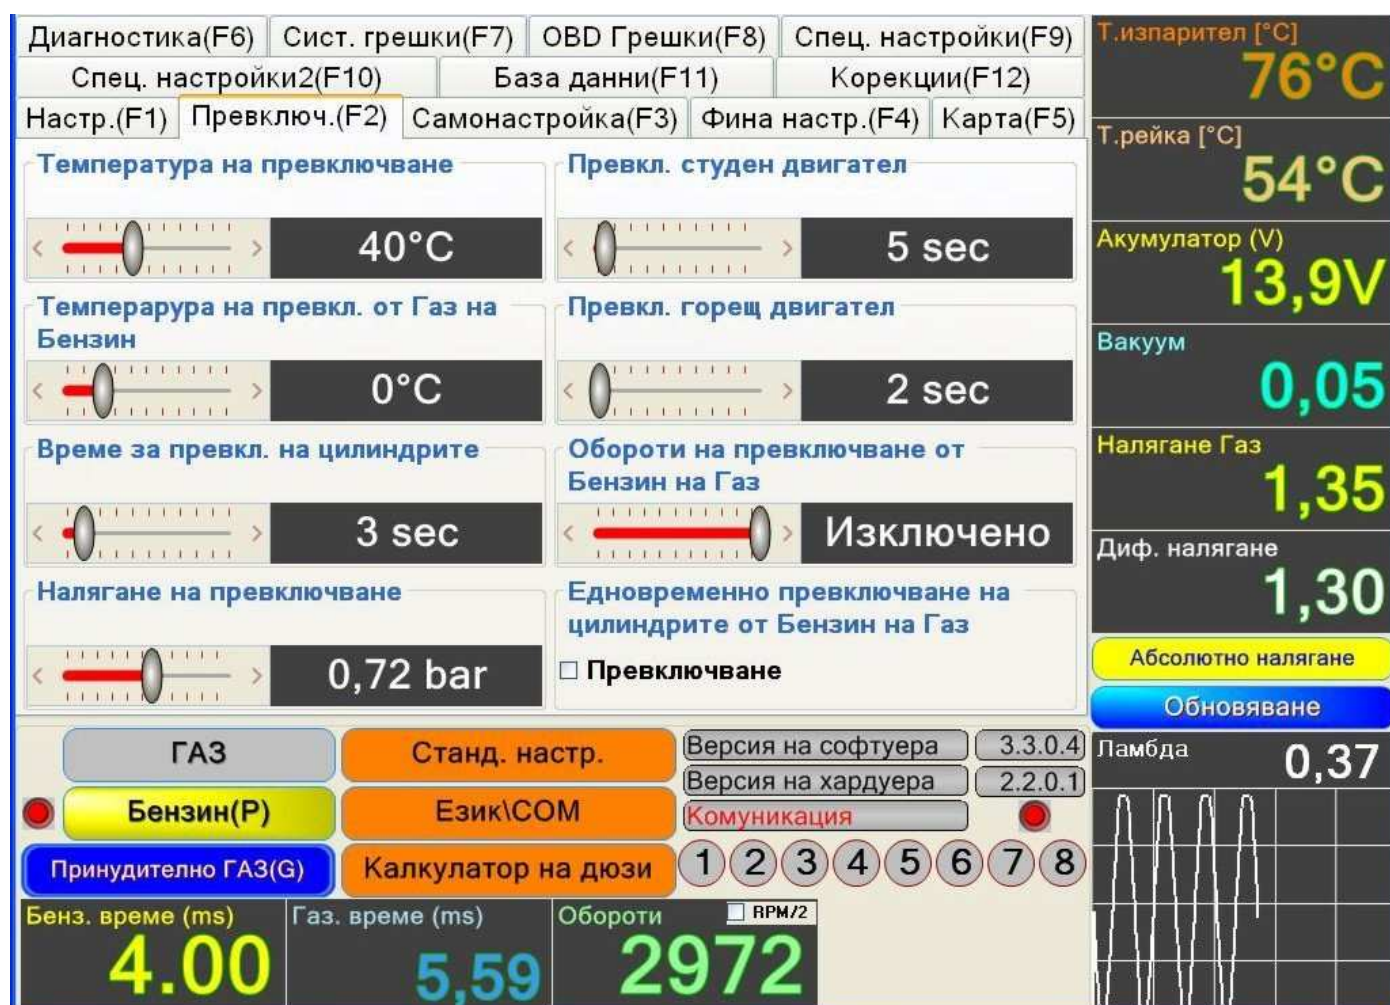 Диагностика(F6) Сист. грешки(F7) OBD Грешки(F8) Спец. настройки(F9)
Спец. настройки2(F10) База данни(F11) Корекции(F12)
Настр.(F1) Превключ.(F2) Самонастройка(F3) Фина настр.(F4) Карта(F5)
Температура на превключване
40°C
Превкл. студен двигател
5 sec
Темперарура на превкл. от Газ на
Бензин
0°C
Превкл. горещ двигател
2 sec
Време за превкл. на цилиндрите
3 sec
Обороти на превключване от
Бензин на Газ
Изключено
Налягане на превключване
0,72 bar
Едновременно превключване на
цилиндрите от Бензин на Газ
Превключване
Т.изпарител [°C]
76°C
Т.рейка [°C]
54°C
Акумулатор (V)
13,9V
Вакуум
0,05
Налягане Газ
1,35
Диф. налягане
1,30
Абсолютно налягане
Обновяване
Ламбда 0,37
ГАЗ
Бензин(P)
Принудително ГАЗ(G)
Станд. настр.
Език\COM
Калкулатор на дюзи
Версия на софтуера 3.3.0.4
Версия на хардуера 2.2.0.1
Комуникация
1 2 3 4 5 6 7 8
Бенз. време (ms)
4.00
Газ. време (ms)
5,59
Обороти RPM/2
2972